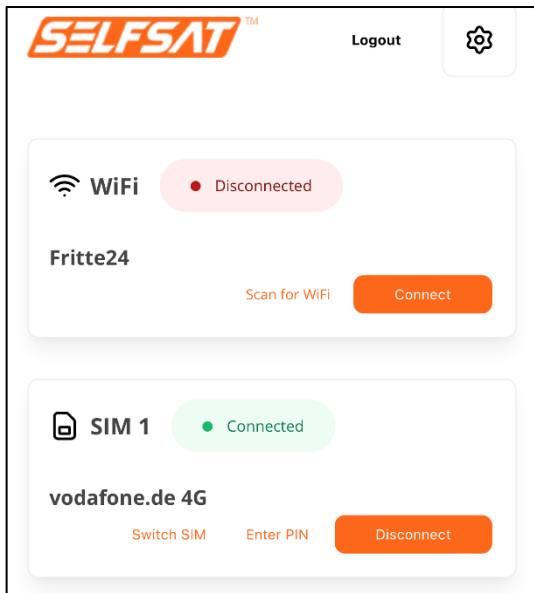 SELFSAT™
Logout
WiFi
Disconnected
Fritte24
Scan for WiFi
Connect
SIM 1
Connected
vodafone.de 4G
Switch SIM
Enter PIN
Disconnect